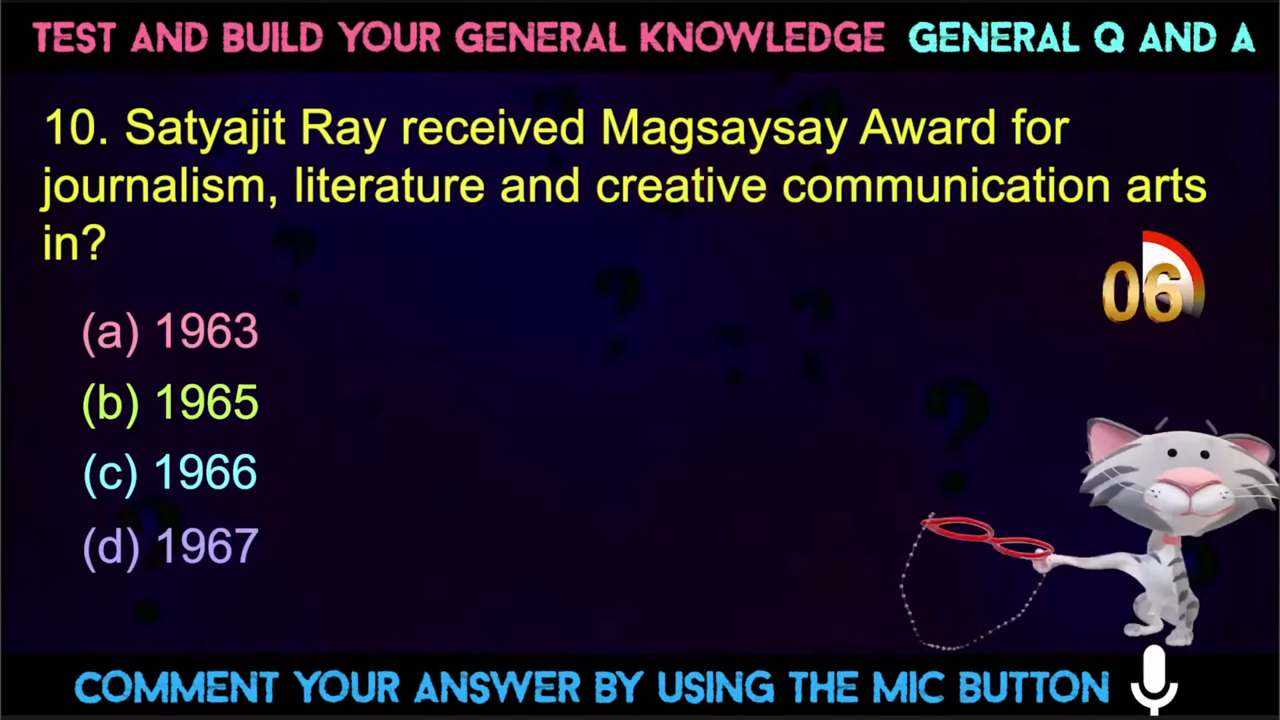 TEST AND BUILD YOUR GENERAL KNOWLEDGE GENERAL Q AND A
10. Satyajit Ray received Magsaysay Award for
journalism, literature and creative communication arts
in?
06
(a) 1963
(b) 1965
(c) 1966
(d) 1967
COMMENT YOUR ANSWER BY USING THE MIC BUTTON